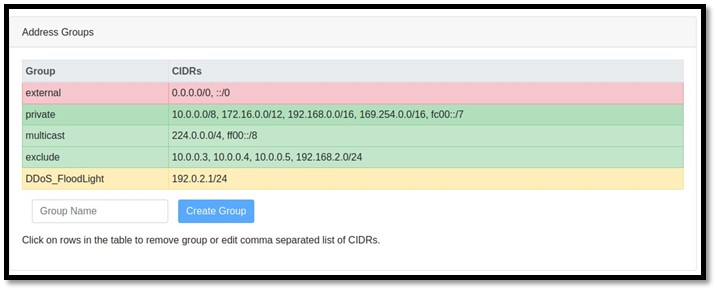 Address Groups
Group CIDRs
external 0.0.0.0/0, ::/0
private 10.0.0.0/8, 172.16.0.0/12, 192.168.0.0/16, 169.254.0.0/16, fc00::/7
multicast 224.0.0.0/4, ff00::/8
exclude 10.0.0.3, 10.0.0.4, 10.0.0.5, 192.168.2.0/24
DDoS_FloodLight 192.0.2.1/24
Group Name Create Group
Click on rows in the table to remove group or edit comma separated list of CIDRs.